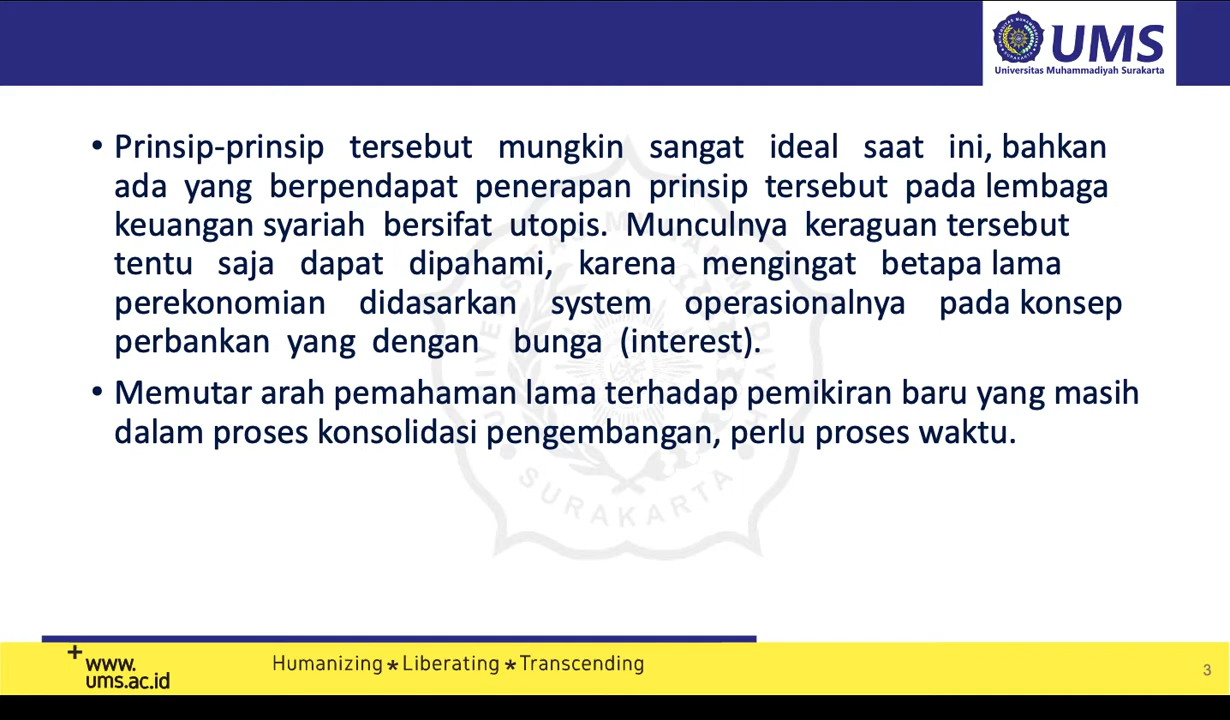 UMS
Universitas Muhammadiyah Surakarta
• Prinsip-prinsip tersebut mungkin sangat ideal saat ini, bahkan
ada yang berpendapat penerapan prinsip tersebut pada lembaga
keuangan syariah bersifat utopis. Munculnya keraguan tersebut
tentu saja dapat dipahami, karena mengingat betapa lama
perekonomian didasarkan system operasionalnya pada konsep
perbankan yang dengan bunga (interest).
• Memutar arah pemahaman lama terhadap pemikiran baru yang masih
dalam proses konsolidasi pengembangan, perlu proses waktu.
UNIVERSITAS MUHAMMADIYAH
SURAKARTA
+
www.
ums.ac.id
Humanizing * Liberating * Transcending
3